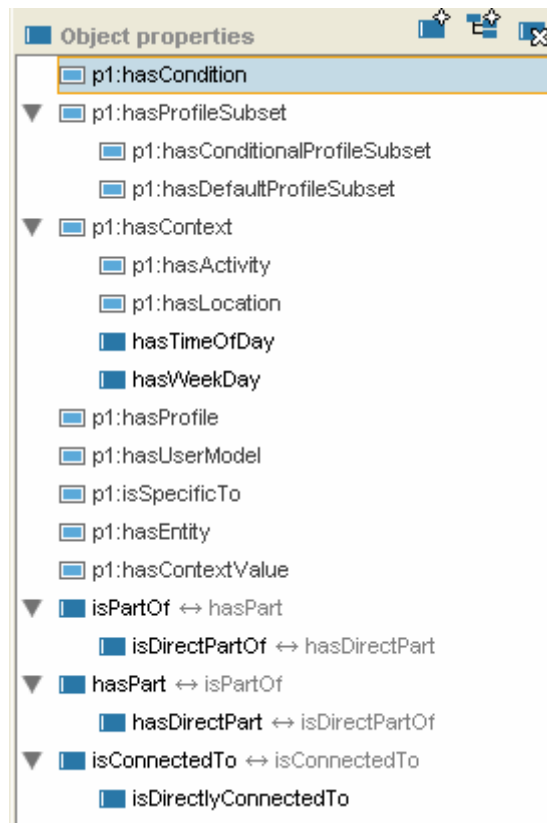 Object properties
p1:hasCondition
p1:hasProfileSubset
p1:hasConditionalProfileSubset
p1:hasDefaultProfileSubset
p1:hasContext
p1:hasActivity
p1:hasLocation
hasTimeOfDay
hasWeekDay
p1:hasProfile
p1:hasUserModel
p1:isSpecificTo
p1:hasEntity
p1:hasContextValue
isPartOf ↔ hasPart
isDirectPartOf ↔ hasDirectPart
hasPart ↔ isPartOf
hasDirectPart ↔ isDirectPartOf
isConnectedTo ↔ isConnectedTo
isDirectlyConnectedTo